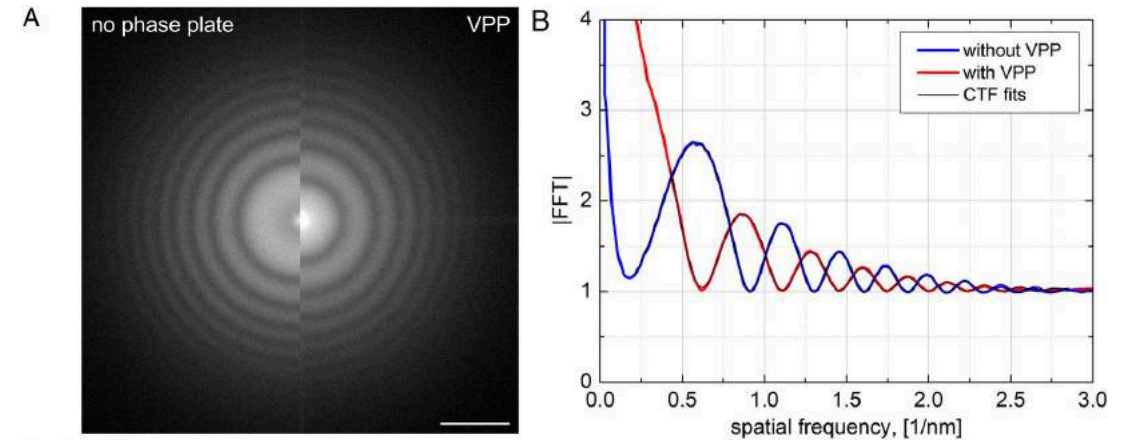 A
no phase plate
VPP
B
4
3
2
1
0
|FFT|
without VPP
with VPP
CTF fits
0.0 0.5 1.0 1.5 2.0 2.5 3.0
spatial frequency, [1/nm]